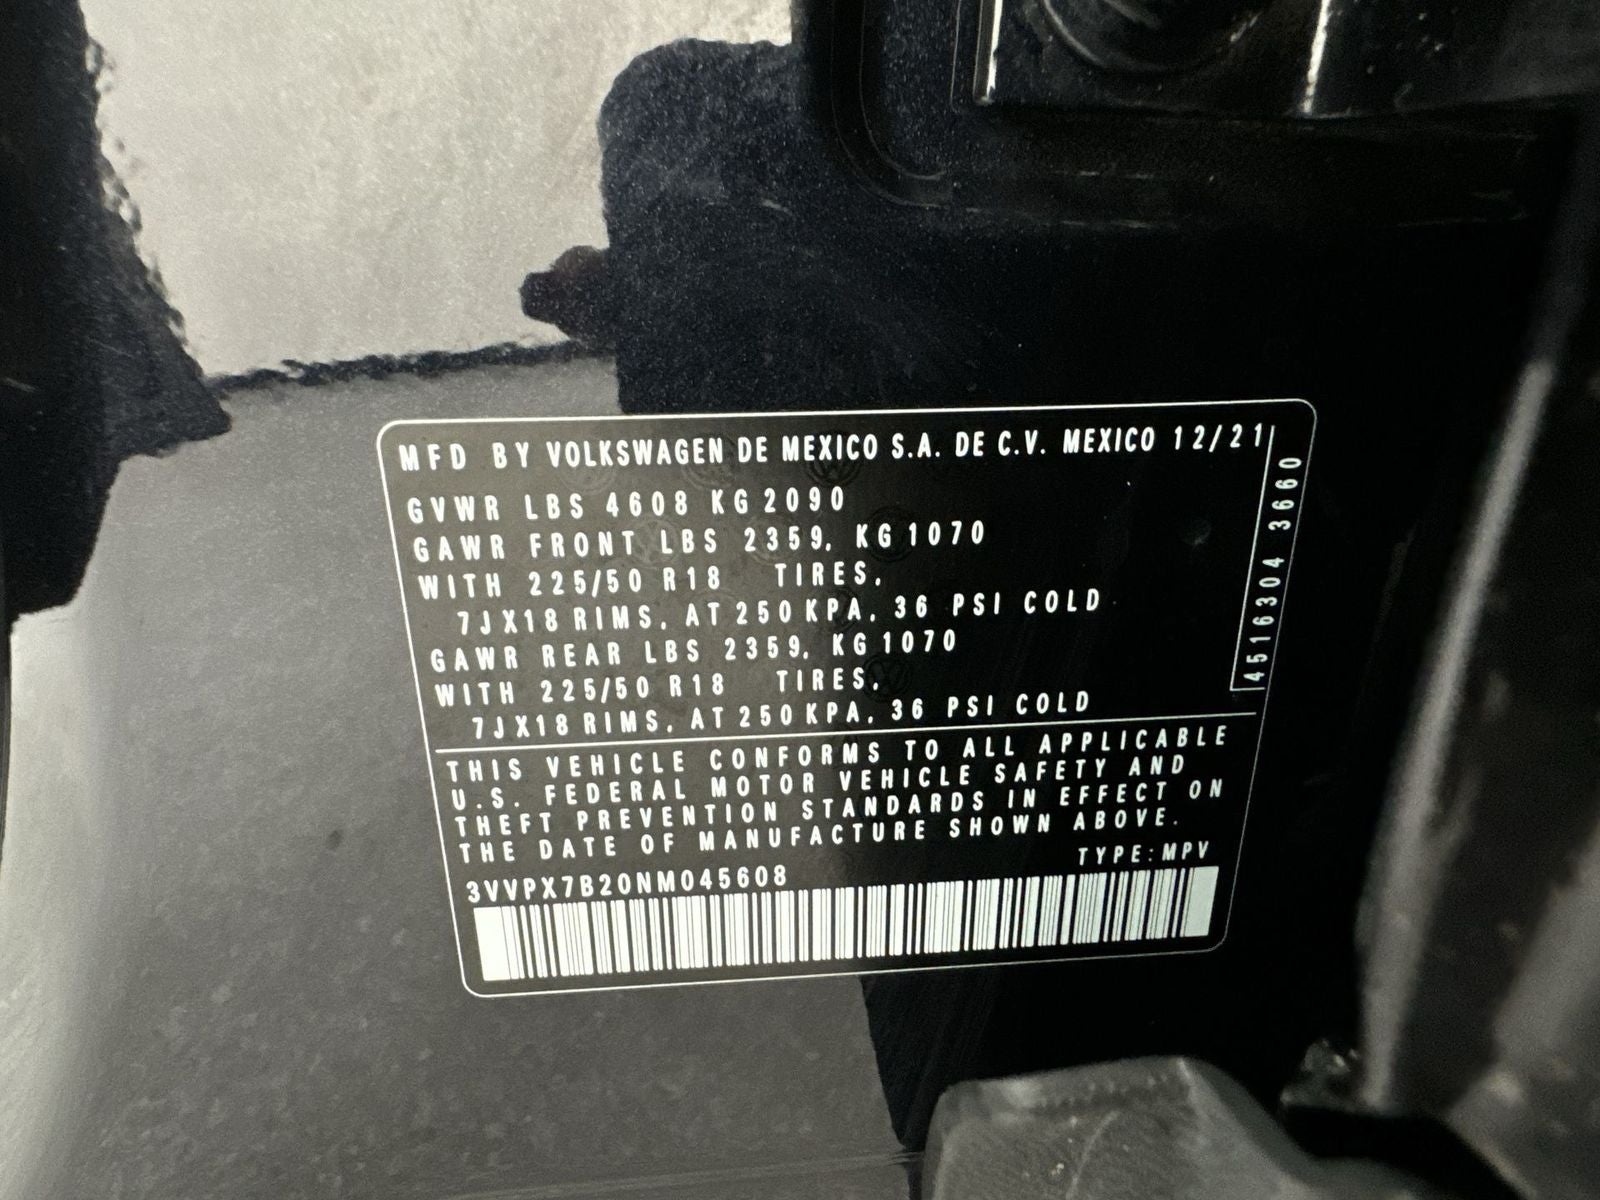 MFD BY VOLKSWAGEN DE MEXICO S.A. DE C.V. MEXICO 12/21
GVWR LBS 4608 KG 2090
GAWR FRONT LBS 2359, KG 1070
WITH 225/50 R18 TIRES,
7JX18 RIMS, AT 250 KPA, 36 PSI COLD
GAWR REAR LBS 2359, KG 1070
WITH 225/50 R18 TIRES,
7JX18 RIMS, AT 250 KPA, 36 PSI COLD
4516304 3660
THIS VEHICLE CONFORMS TO ALL APPLICABLE
U.S. FEDERAL MOTOR VEHICLE SAFETY AND
THEFT PREVENTION STANDARDS IN EFFECT ON
THE DATE OF MANUFACTURE SHOWN ABOVE.
TYPE:MPV
3VVPX7B20NM045608